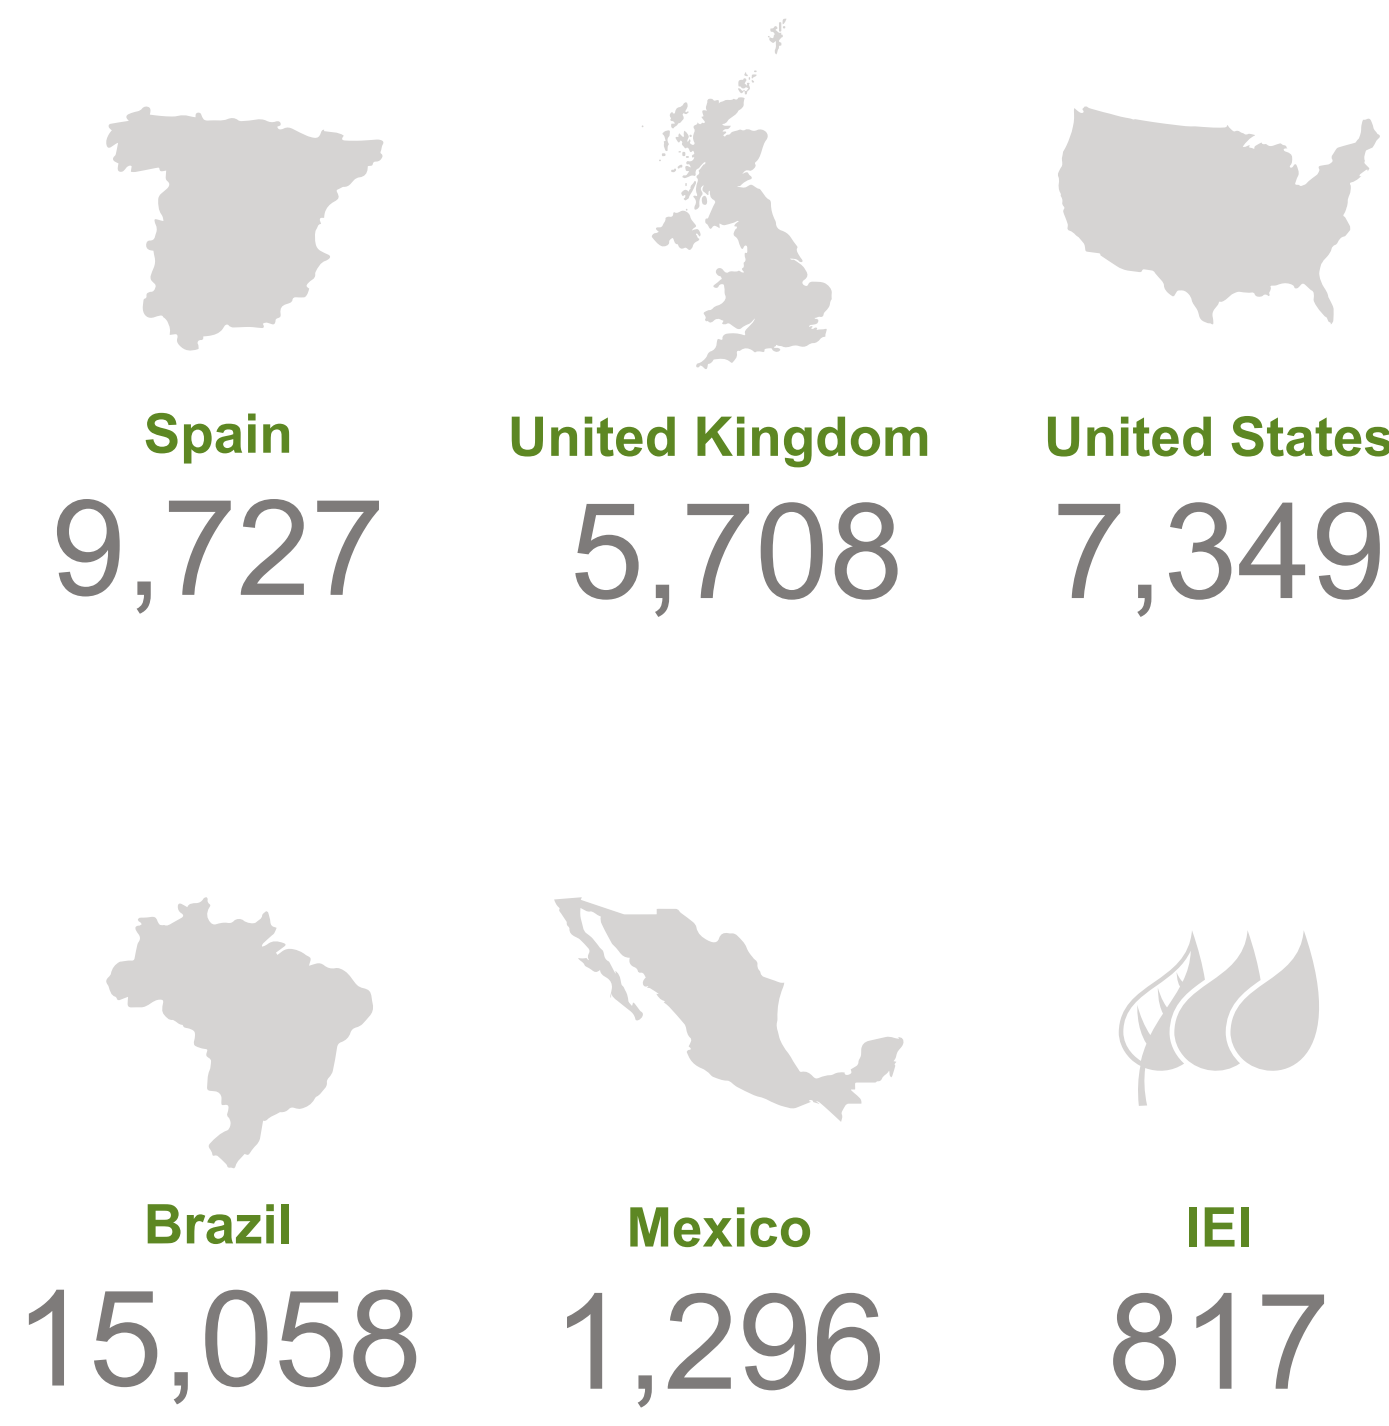 Spain
United Kingdom
United States
9,727
5,708
7,349
Brazil
Mexico
IEI
15,058
1,296
817